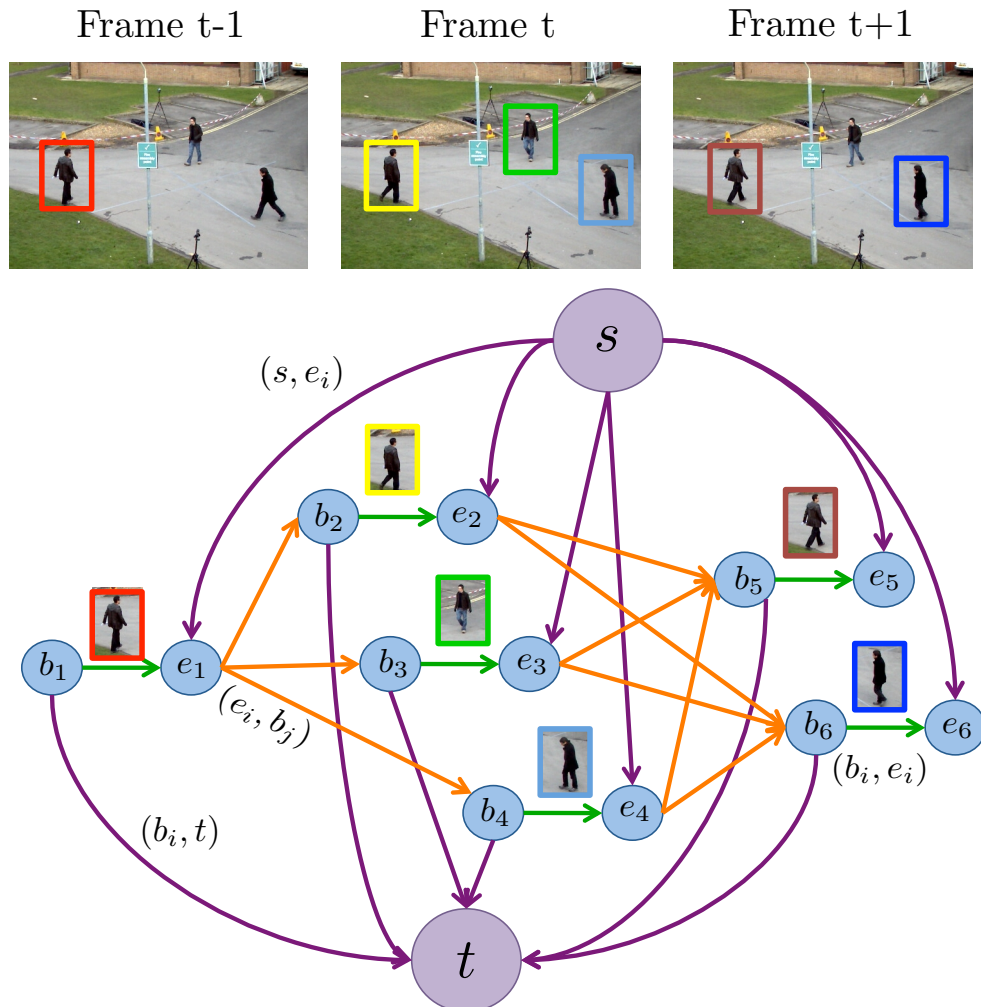 Frame t-1
Frame t
Frame t+1
s
(s, e_i)
b_2
e_2
b_5
e_5
b_1
e_1
b_3
e_3
(e_i, b_j)
b_6
e_6
(b_i, e_i)
b_4
e_4
(b_i, t)
t